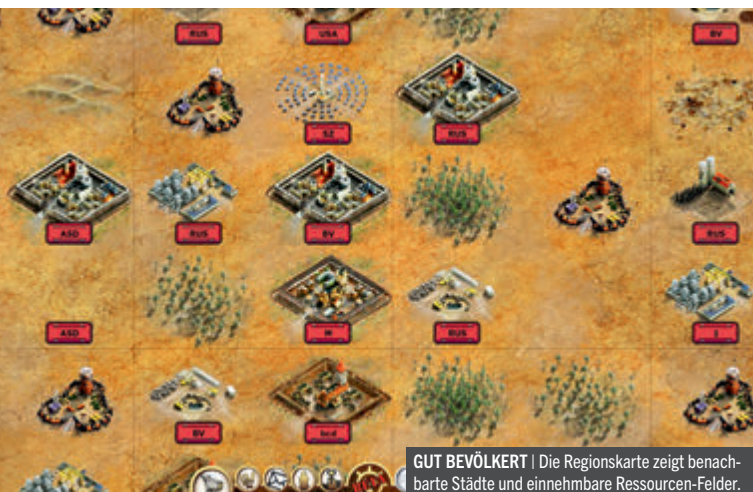 RUS
USA
BV
SZ
RUS
ASD
RUS
BV
RUS
ASD
M
RUS
J
BV
bcd
GUT BEVÖLKERT | Die Regionskarte zeigt benach-
barte Städte und einnehmbare Ressourcen-Felder.